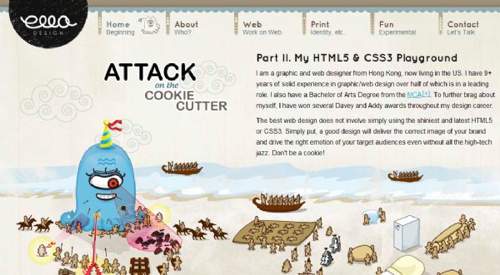 ella
DESIGN
Home
Beginning
About
Who?
Web
Work on Web
Print
Identity, etc.
Fun
Experimental
Contact
Let's Talk
ATTACK
on the
COOKIE
CUTTER
Part II. My HTML5 & CSS3 Playground
I am a graphic and web designer from Hong Kong, now living in the US. I have 9+
years of solid experience in graphic/web design over half of which is in a leading
role. I also have a Bachelor of Arts Degree from the MCA[+]. To further brag about
myself, I have won several Davey and Addy awards throughout my design career.
The best web design does not involve simply using the shiniest and latest HTML5
or CSS3. Simply put, a good design will deliver the correct image of your brand
and drive the right emotion of your target audiences even without all the high-tech
jazz. Don't be a cookie!